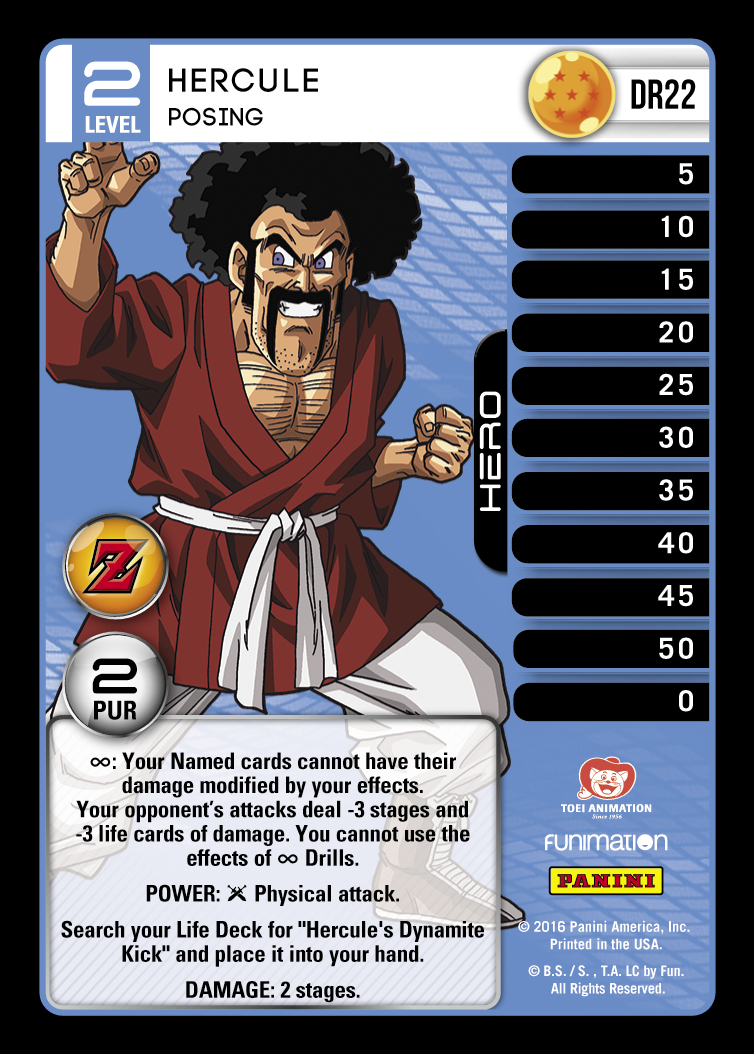 2
LEVEL
HERCULE
POSING
DR22
5
10
15
20
25
30
35
40
45
50
0
HERO
Z
2
PUR
∞: Your Named cards cannot have their
damage modified by your effects.
Your opponent's attacks deal -3 stages and
-3 life cards of damage. You cannot use the
effects of ∞ Drills.
POWER: Physical attack.
Search your Life Deck for "Hercule's Dynamite
Kick" and place it into your hand.
DAMAGE: 2 stages.
TOEI ANIMATION
Since 1956
FUNIMATION
PANINI
© 2016 Panini America, Inc.
Printed in the USA.
© B.S. / S. , T.A. LC by Fun.
All Rights Reserved.